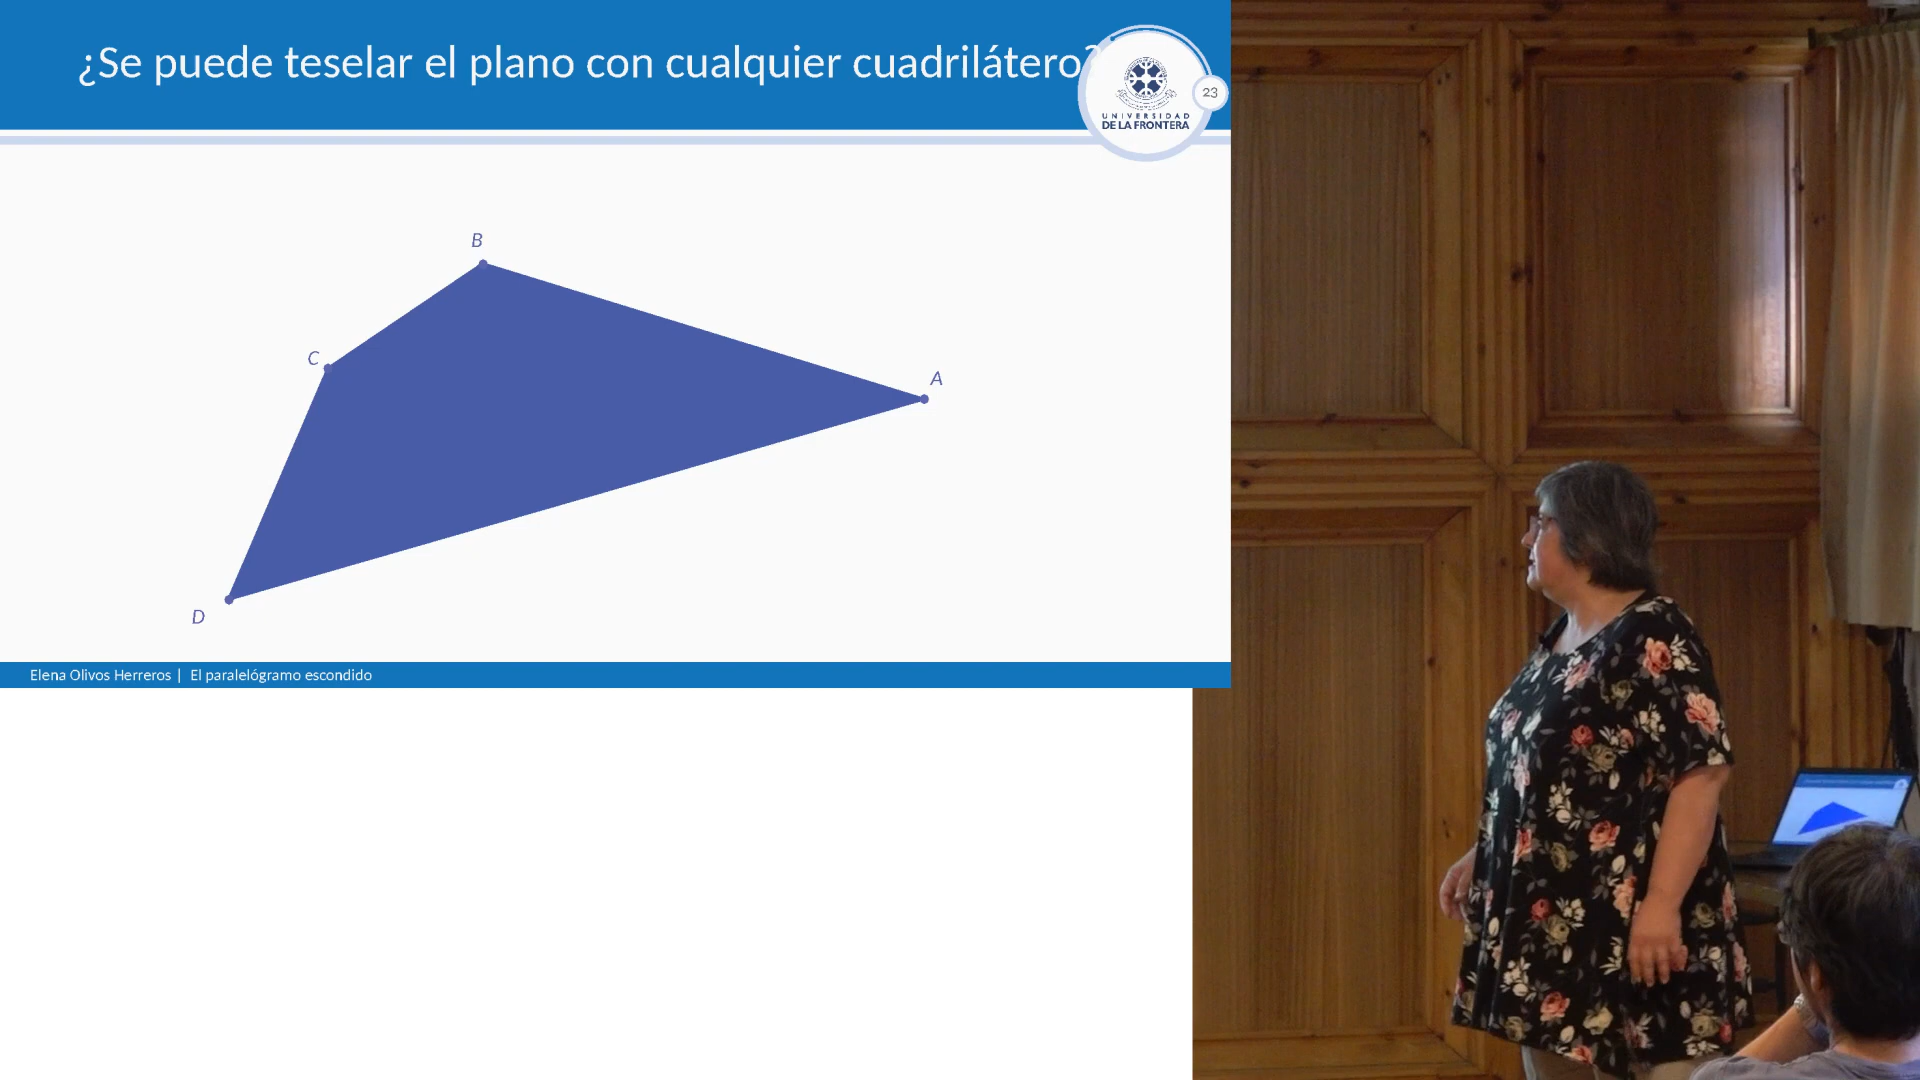 ¿Se puede teselar el plano con cualquier cuadrilátero?
23
UNIVERSIDAD
DE LA FRONTERA
B
C
A
D
Elena Olivos Herreros | El paralelógramo escondido